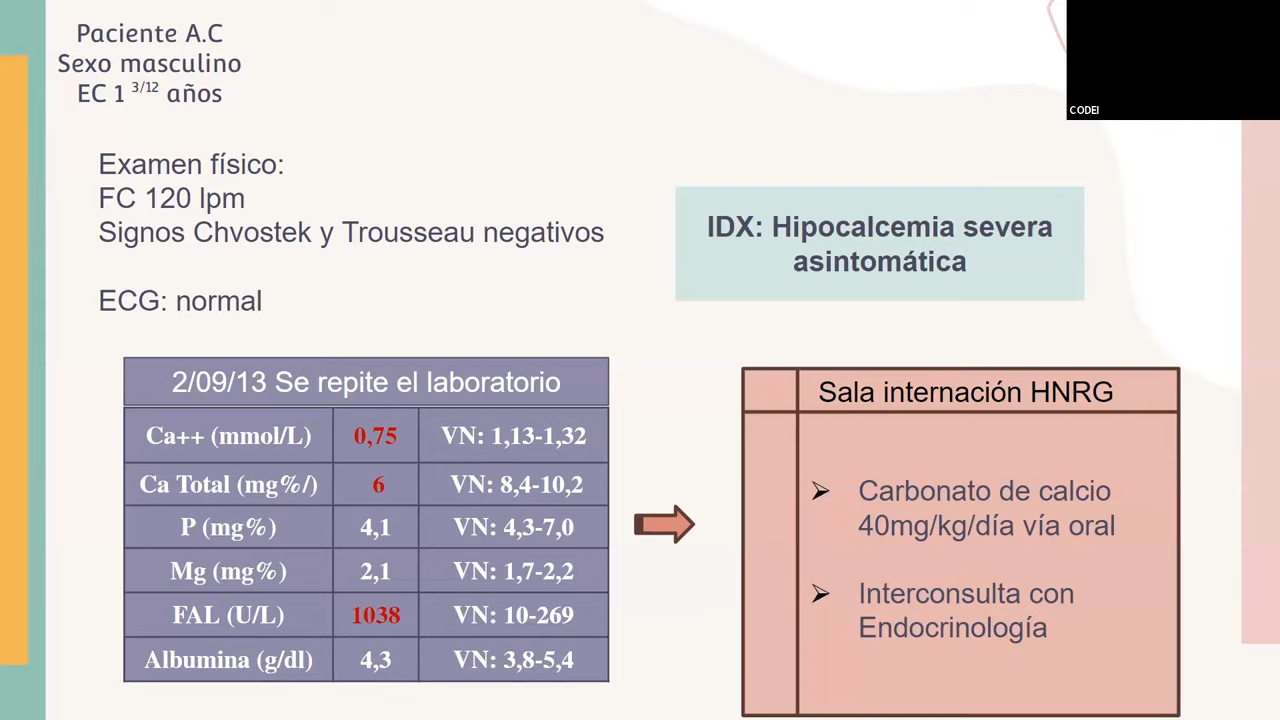 Paciente A.C
Sexo masculino
EC 1 3/12 años
CODEI
Examen físico:
FC 120 lpm
Signos Chvostek y Trousseau negativos
ECG: normal
IDX: Hipocalcemia severa
asintomática
2/09/13 Se repite el laboratorio
Ca++ (mmol/L) 0,75 VN: 1,13-1,32
Ca Total (mg%/) 6 VN: 8,4-10,2
P (mg%) 4,1 VN: 4,3-7,0
Mg (mg%) 2,1 VN: 1,7-2,2
FAL (U/L) 1038 VN: 10-269
Albumina (g/dl) 4,3 VN: 3,8-5,4
Sala internación HNRG
➢ Carbonato de calcio
40mg/kg/día vía oral
➢ Interconsulta con
Endocrinología